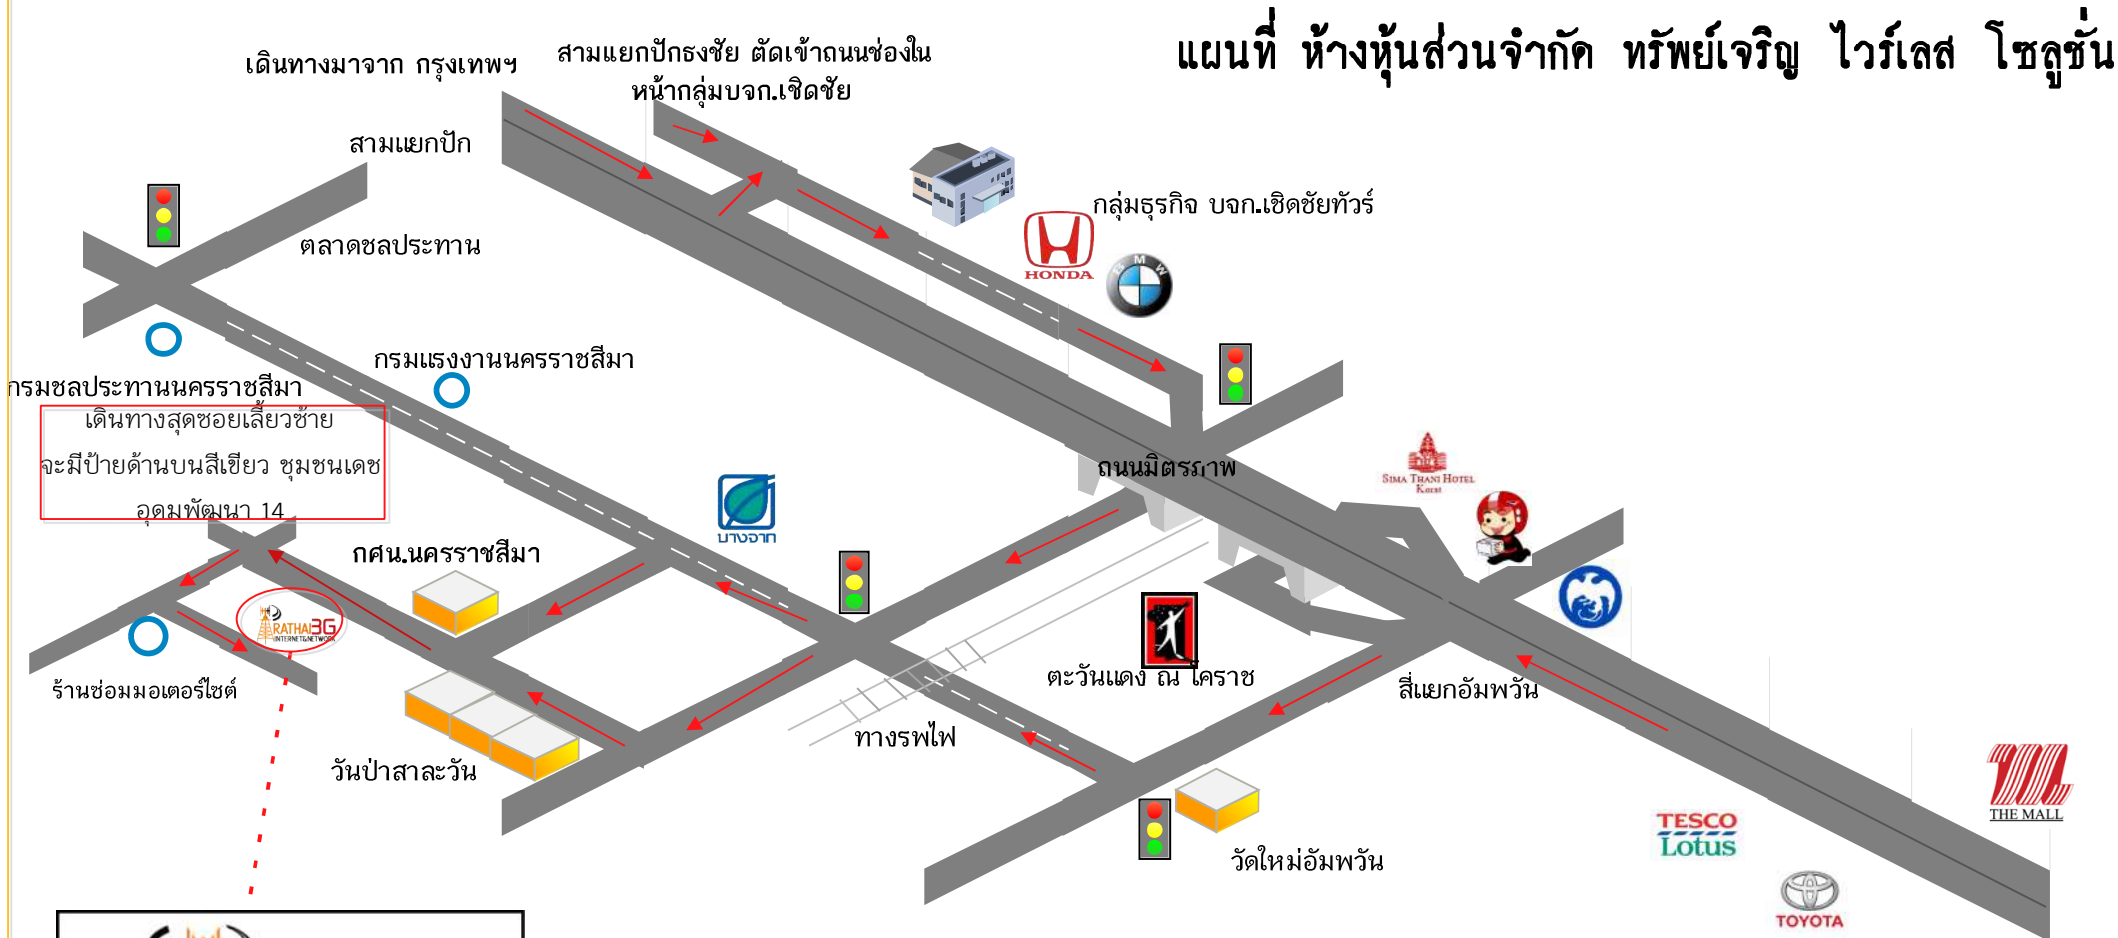 แผนที่ ห้างหุ้นส่วนจำกัด ทรัพย์เจริญ ไวร์เลส โซลูชั่น
เดินทางมาจาก กรุงเทพฯ
สามแยกปักธงชัย ตัดเข้าถนนช่องใน
หน้ากลุ่มบจก.เชิดชัย
สามแยกปัก
ตลาดชลประทาน
กลุ่มธุรกิจ บจก.เชิดชัยทัวร์
HONDA
BMW
กรมแรงงานนครราชสีมา
กรมชลประทานนครราชสีมา
เดินทางสุดซอยเลี้ยวซ้าย
จะมีป้ายด้านบนสีเขียว ชุมชนเดช
อุดมพัฒนา 14
ถนนมิตรภาพ
SIMA THANI HOTEL
Korat
บางจาก
กศน.นครราชสีมา
RATHAI3G
INTERNET&NETWORK
ร้านซ่อมมอเตอร์ไซต์
ตะวันแดง ณ โคราช
สี่แยกอัมพวัน
ทางรพไฟ
วันป่าสาละวัน
THE MALL
TESCO
Lotus
วัดใหม่อัมพวัน
TOYOTA